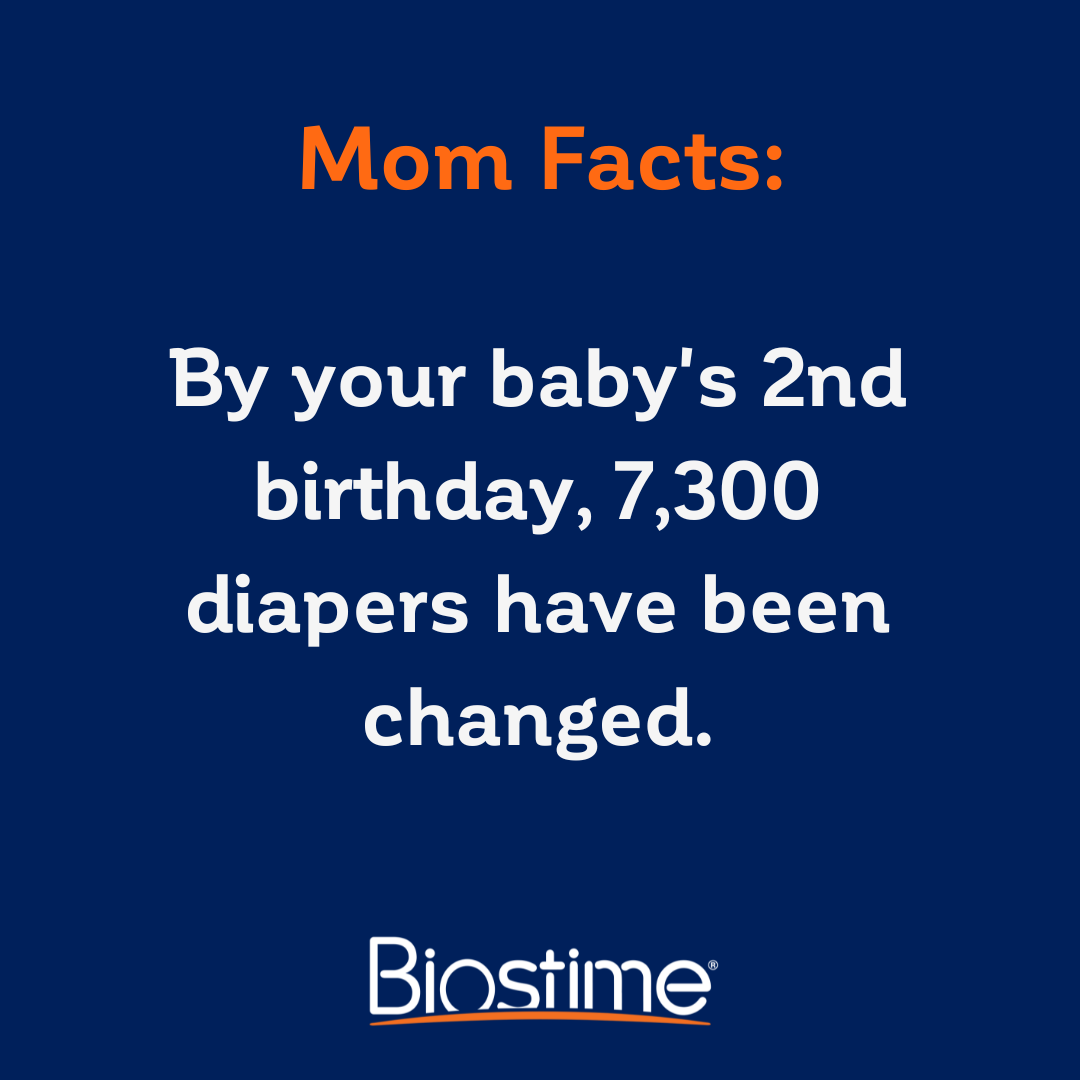 Mom Facts:
By your baby's 2nd
birthday, 7,300
diapers have been
changed.
Biostime®